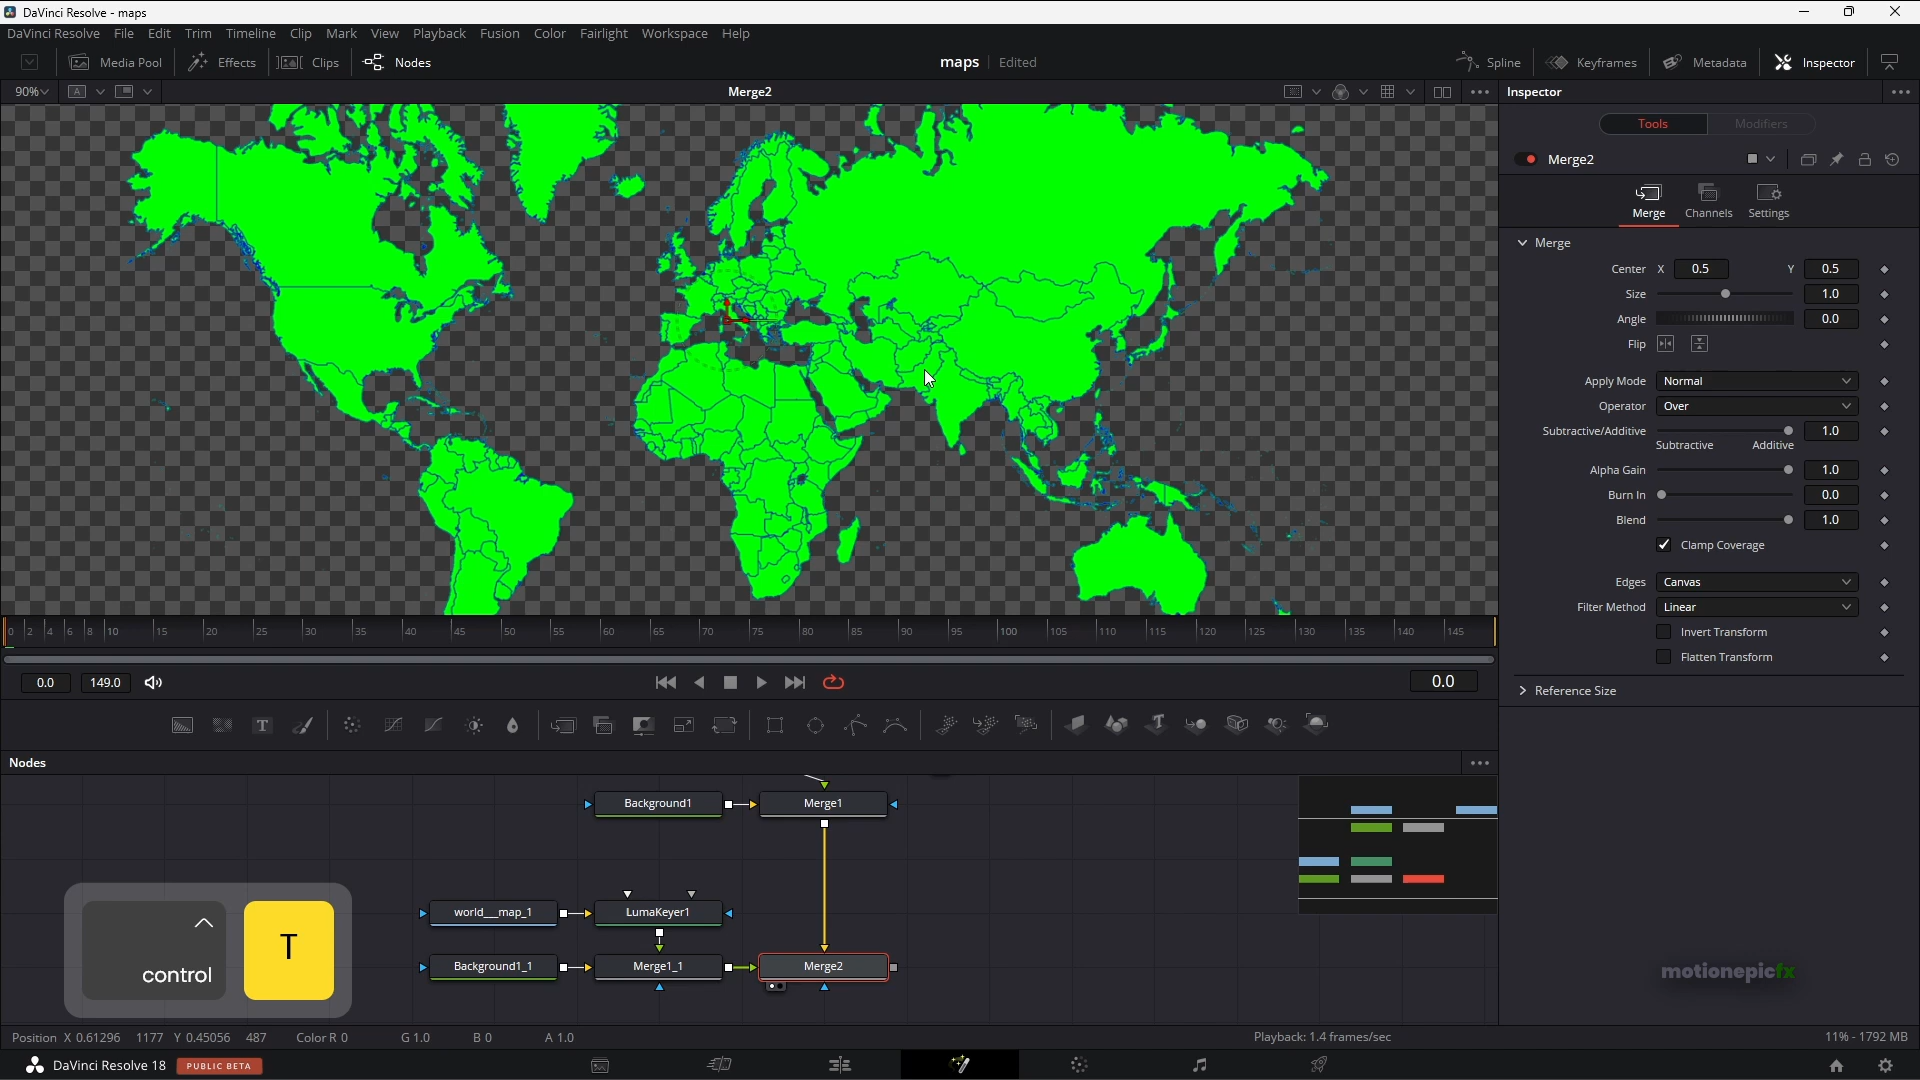 DaVinci Resolve - maps
DaVinci Resolve File Edit Trim Timeline Clip Mark View Playback Fusion Color Fairlight Workspace Help
Media Pool Effects Clips Nodes maps Edited Spline Keyframes Metadata Inspector
90% A Merge2 Inspector
Tools Modifiers
Merge2
Merge Channels Settings
Merge
Center X 0.5 Y 0.5
Size 1.0
Angle 0.0
Flip
Apply Mode Normal
Operator Over
Subtractive/Additive 1.0
Subtractive Additive
Alpha Gain 1.0
Burn In 0.0
Blend 1.0
Clamp Coverage
Edges Canvas
Filter Method Linear
Invert Transform
Flatten Transform
Reference Size
0 2 4 6 8 10 15 20 25 30 35 40 45 50 55 60 65 70 75 80 85 90 95 100 105 110 115 120 125 130 135 140 145
0.0 149.0 0.0
T T
Nodes
Background1 Merge1
world__map_1 LumaKeyer1
Background1_1 Merge1_1 Merge2
control T
motionepicfx
Position X 0.61296 1177 Y 0.45056 487 Color R 0 G 1.0 B 0 A 1.0 Playback: 1.4 frames/sec 11% - 1792 MB
DaVinci Resolve 18 PUBLIC BETA